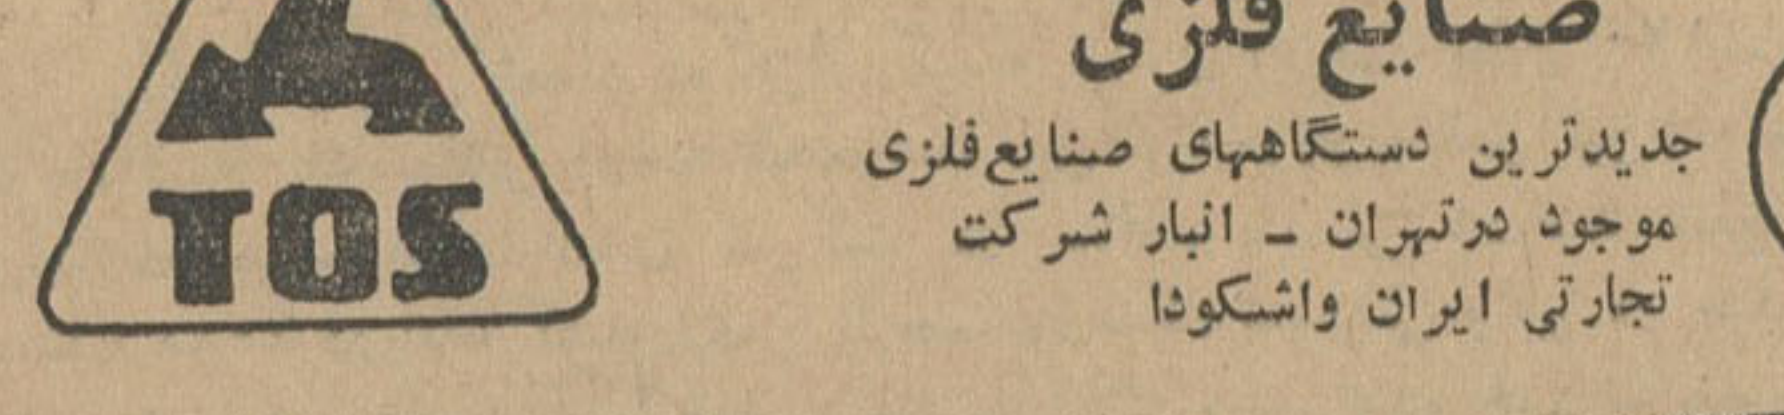 صنایع فلزی
جدیدترین دستگاههای صنایع فلزی
موجود در تهران - انبار شرکت
تجارتی ایران واشکودا
TOS